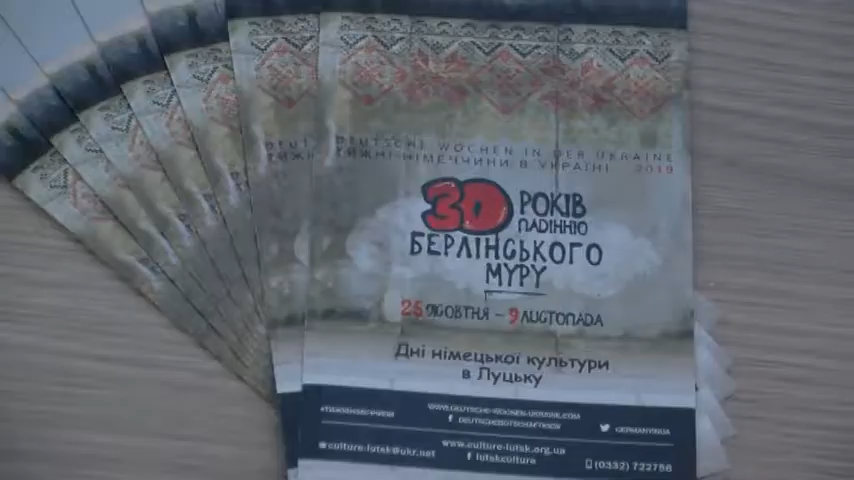 DEUTSCHE WOCHEN IN DER UKRAINE
ТИЖНІ НІМЕЧЧИНИ В УКРАЇНІ 2019
30 РОКІВ
ПАДІННЮ
БЕРЛІНСЬКОГО
МУРУ
25 ЖОВТНЯ – 9 ЛИСТОПАДА
Дні німецької культури
в Луцьку
WWW.DEUTSCHE-WOCHEN-UKRAINE.COM
GERMANYINUA
www.culture-lutsk.org.ua
culture-lutsk@ukr.net
lutskculture
(0332) 722756